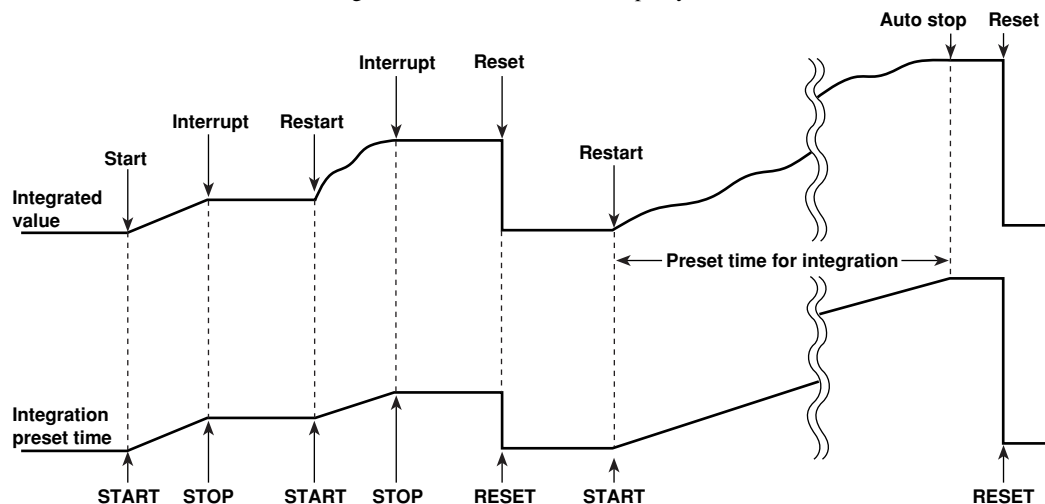 Auto stop Reset
Interrupt Reset
Interrupt Restart
Start Restart
Integrated
value
Preset time for integration
Integration
preset time
START STOP START STOP RESET START RESET